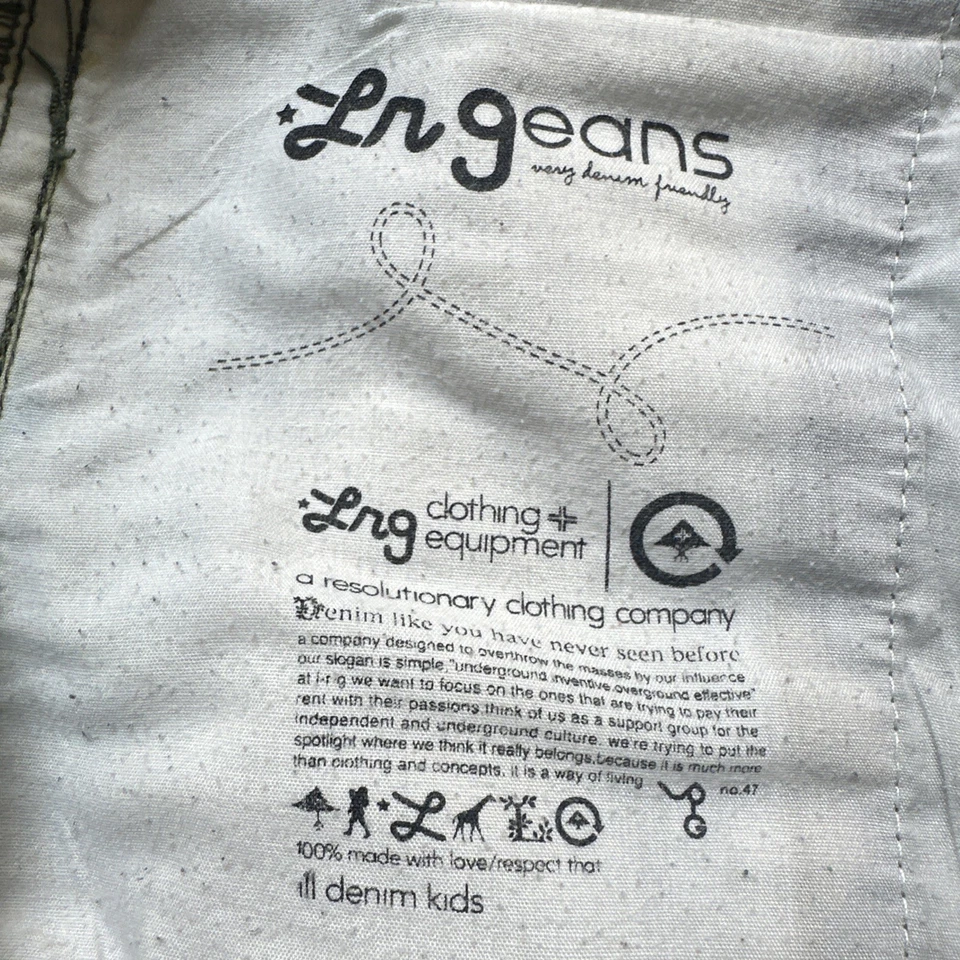 Lrg geans
very denim friendly
Lrg clothing +
equipment
a resolutionary clothing company
Denim like you have never seen before
a company designed to overthrow the masses by our influence
our slogan is simple, "underground inventive.overground effective"
at l-r-g we want to focus on the ones that are trying to pay their
rent with their passions think of us as a support group for the
independent and underground culture. we're trying to put the
spotlight where we think it really belongs.because it is much more
than clothing and concepts, it is a way of living
no.47
L L
100% made with love/respect that
ill denim kids